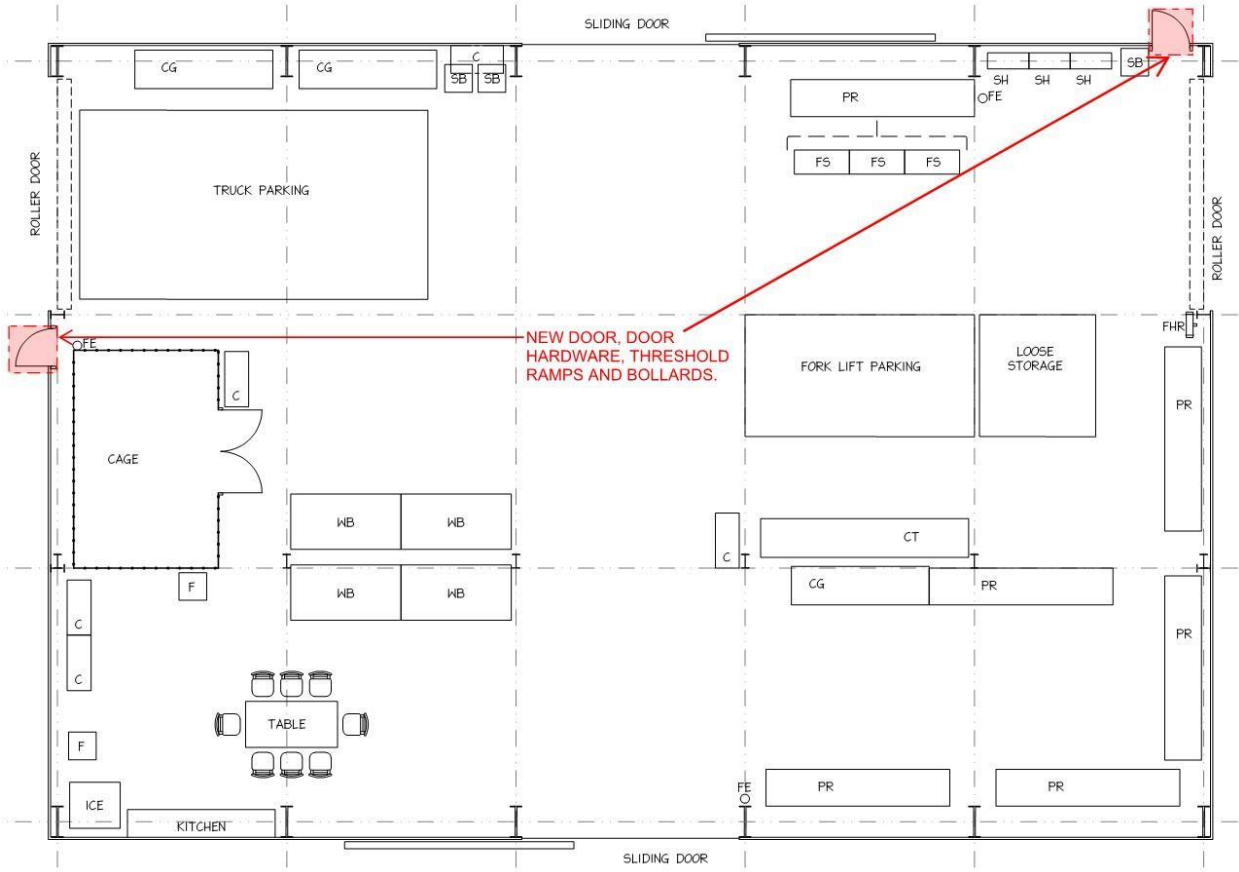 SLIDING DOOR
CG
CG
C
SB
SB
SH
SH
SH
SB
PR
FE
FS
FS
FS
ROLLER DOOR
TRUCK PARKING
ROLLER DOOR
FE
NEW DOOR, DOOR
HARDWARE, THRESHOLD
RAMPS AND BOLLARDS.
FHR
FORK LIFT PARKING
LOOSE
STORAGE
C
PR
CAGE
WB
WB
C
CT
F
WB
WB
CG
PR
C
C
PR
TABLE
F
ICE
KITCHEN
FE
PR
PR
SLIDING DOOR